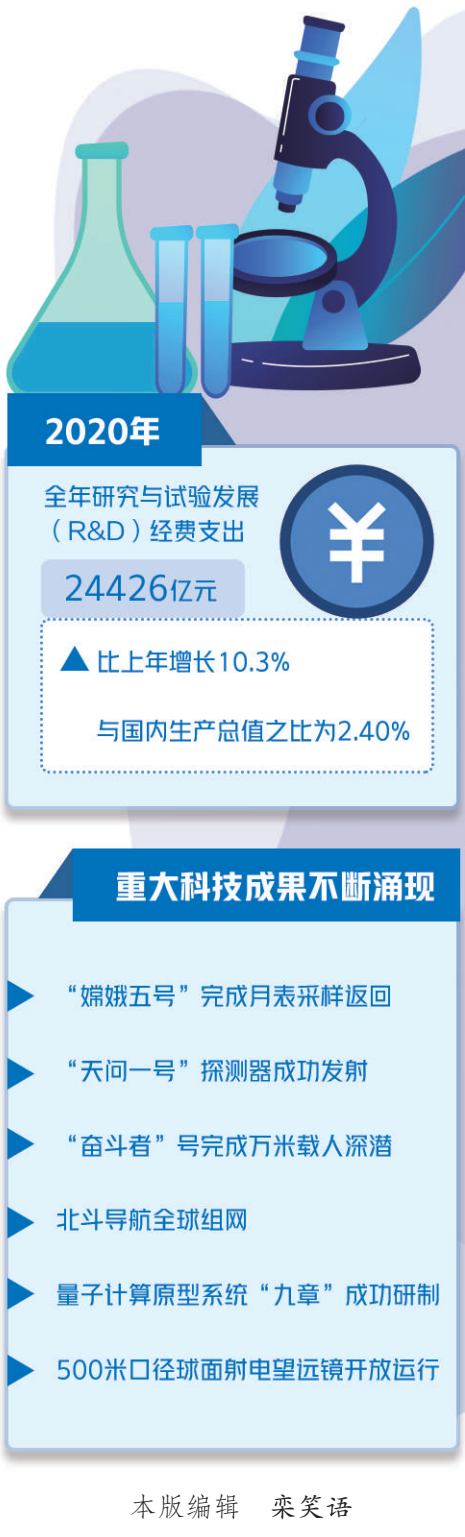 2020年
全年研究与试验发展
（R&D）经费支出
¥
24426亿元
▲ 比上年增长10.3%
与国内生产总值之比为2.40%
重大科技成果不断涌现
“嫦娥五号”完成月表采样返回
“天问一号”探测器成功发射
“奋斗者”号完成万米载人深潜
北斗导航全球组网
量子计算原型系统“九章”成功研制
500米口径球面射电望远镜开放运行
本版编辑 栾笑语